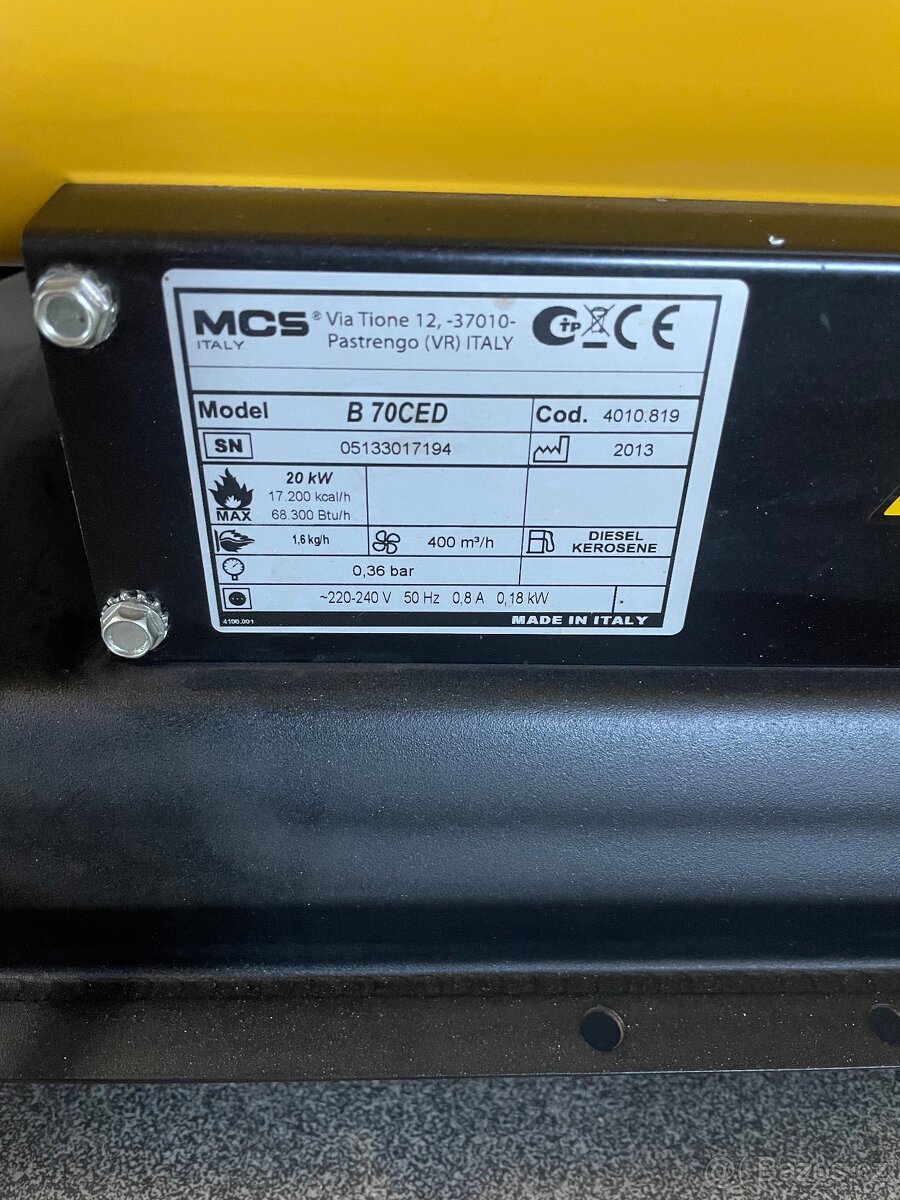 MCS® Via Tione 12, -37010-
ITALY Pastrengo (VR) ITALY
Model B 70CED Cod. 4010.819
SN 05133017194 2013
20 kW
17.200 kcal/h
MAX 68.300 Btu/h
1,6 kg/h 400 m³/h DIESEL KEROSENE
0,36 bar
~220-240 V 50 Hz 0,8 A 0,18 kW -
4100.001 MADE IN ITALY
@ Bazos.cz